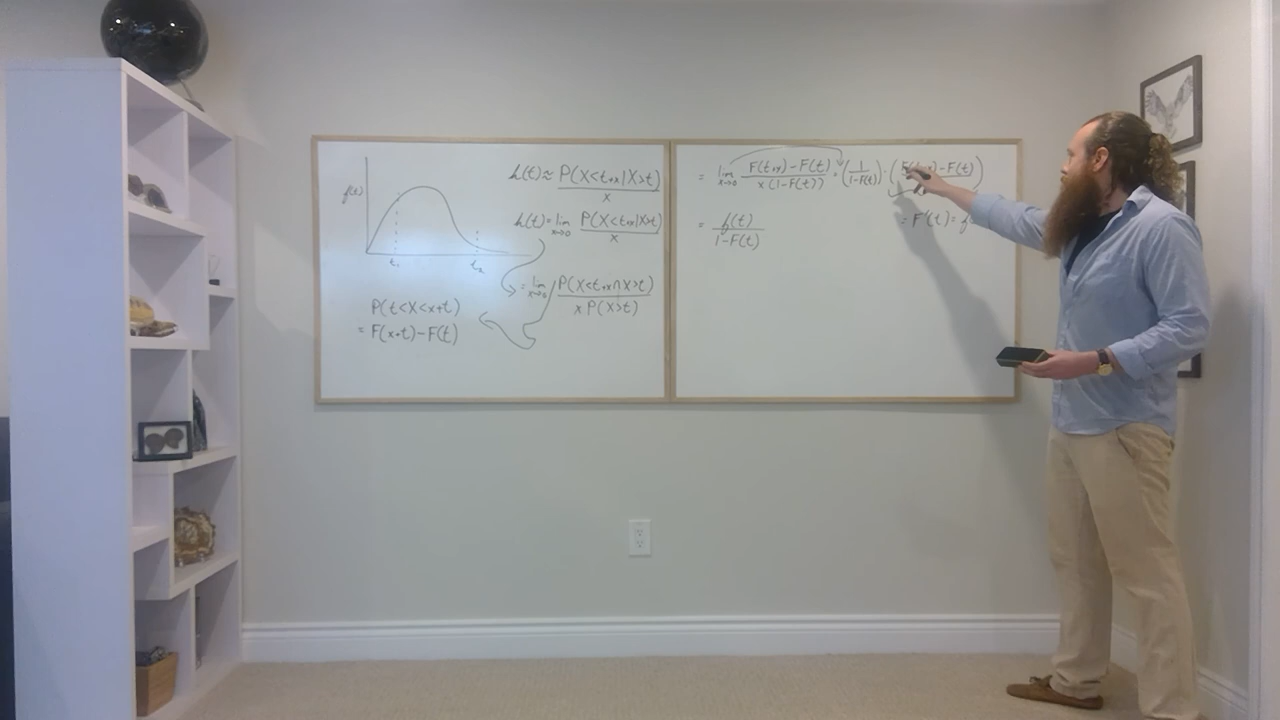 f(t)
t₁
t₂
P(t<X<x+t)
= F(x+t)-F(t)
h(t)≈ P(X<t+x|X>t)
x
h(t)= lim x→0 P(X<t+x|X>t)
x
= lim x→0 P(X<t+x∩X>t)
x P(X>t)
= lim x→0 F(t+x)-F(t) / x(1-F(t)) = (1/1-F(t)) · ( F(t+x)-F(t) )
= f(t)
1-F(t)
= F'(t) =